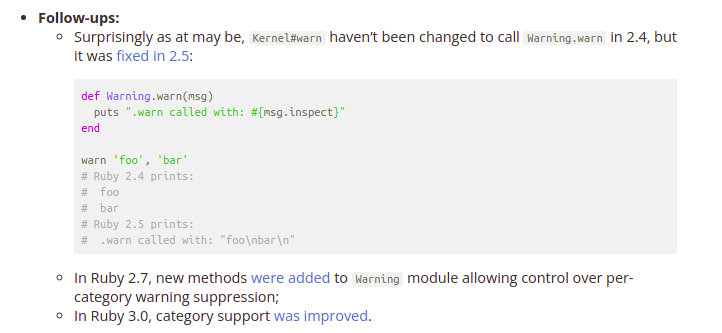 Follow-ups:
Surprisingly as at may be, Kernel#warn haven’t been changed to call Warning.warn in 2.4, but
it was fixed in 2.5:
def Warning.warn(msg)
  puts ".warn called with: #{msg.inspect}"
end
warn 'foo', 'bar'
# Ruby 2.4 prints:
#  foo
#  bar
# Ruby 2.5 prints:
#  .warn called with: "foo\nbar\n"
In Ruby 2.7, new methods were added to Warning module allowing control over per-
category warning suppression;
In Ruby 3.0, category support was improved.